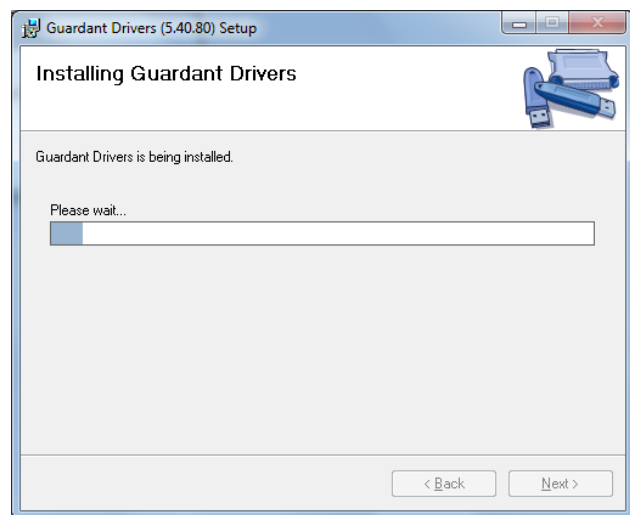 Guardant Drivers (5.40.80) Setup
Installing Guardant Drivers
Guardant Drivers is being installed.
Please wait...
< Back
Next >